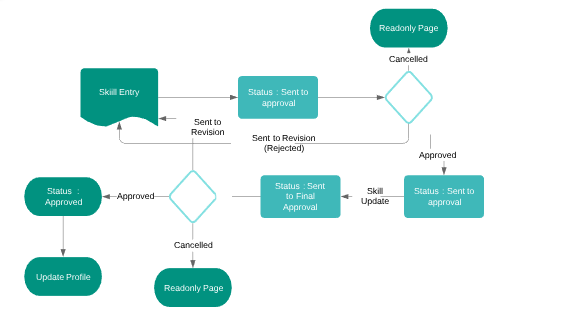 Readonly Page
Cancelled
Skiill Entry
Status : Sent to
approval
Sent to
Revision
Sent to Revision
(Rejected)
Approved
Status :
Approved
Approved
Status : Sent
to Final
Approval
Skill
Update
Status : Sent to
approval
Cancelled
Update Profile
Readonly Page